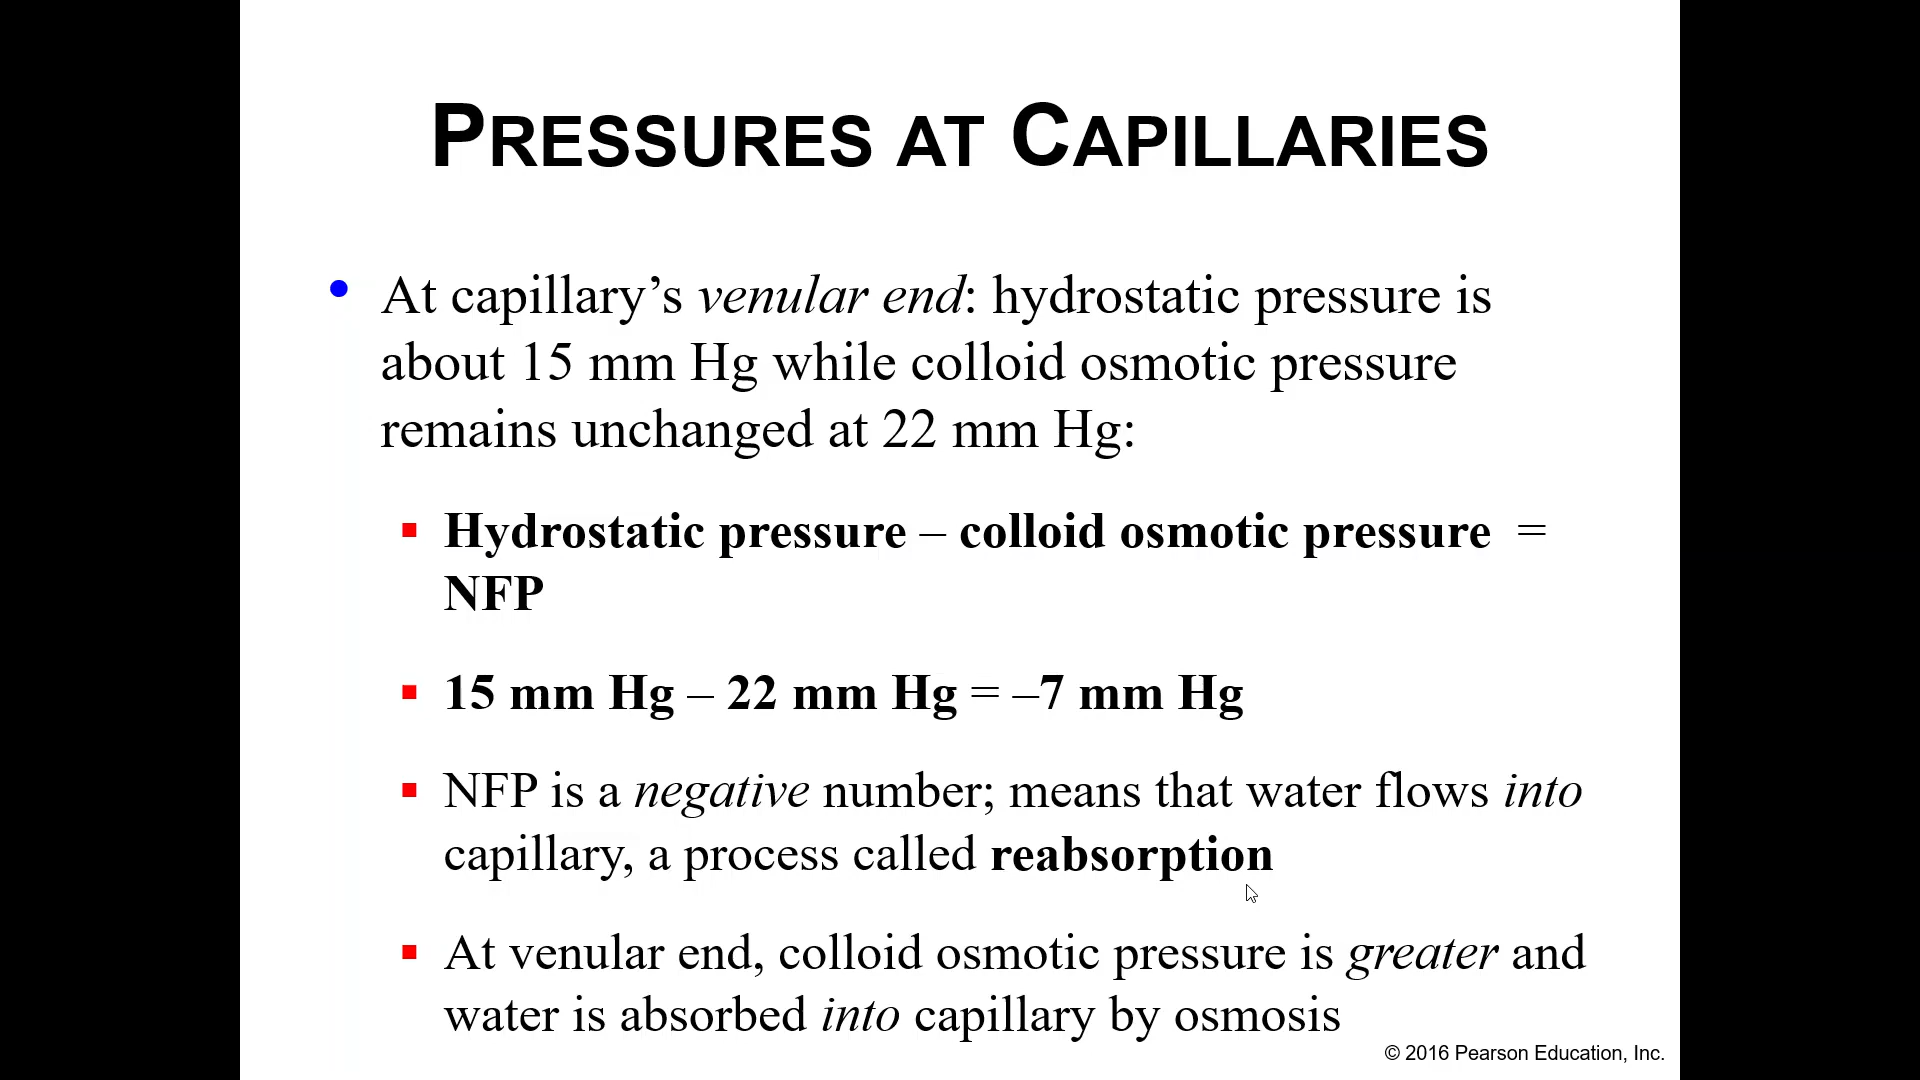 PRESSURES AT CAPILLARIES
• At capillary’s venular end: hydrostatic pressure is
about 15 mm Hg while colloid osmotic pressure
remains unchanged at 22 mm Hg:
▪ Hydrostatic pressure – colloid osmotic pressure =
NFP
▪ 15 mm Hg – 22 mm Hg = –7 mm Hg
▪ NFP is a negative number; means that water flows into
capillary, a process called reabsorption
▪ At venular end, colloid osmotic pressure is greater and
water is absorbed into capillary by osmosis
© 2016 Pearson Education, Inc.